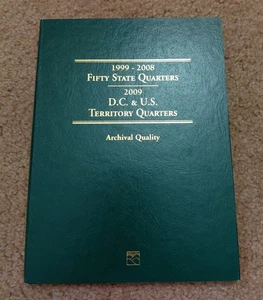 1999 - 2008
Fifty State Quarters
2009
D.C. & U.S.
Territory Quarters
Archival Quality